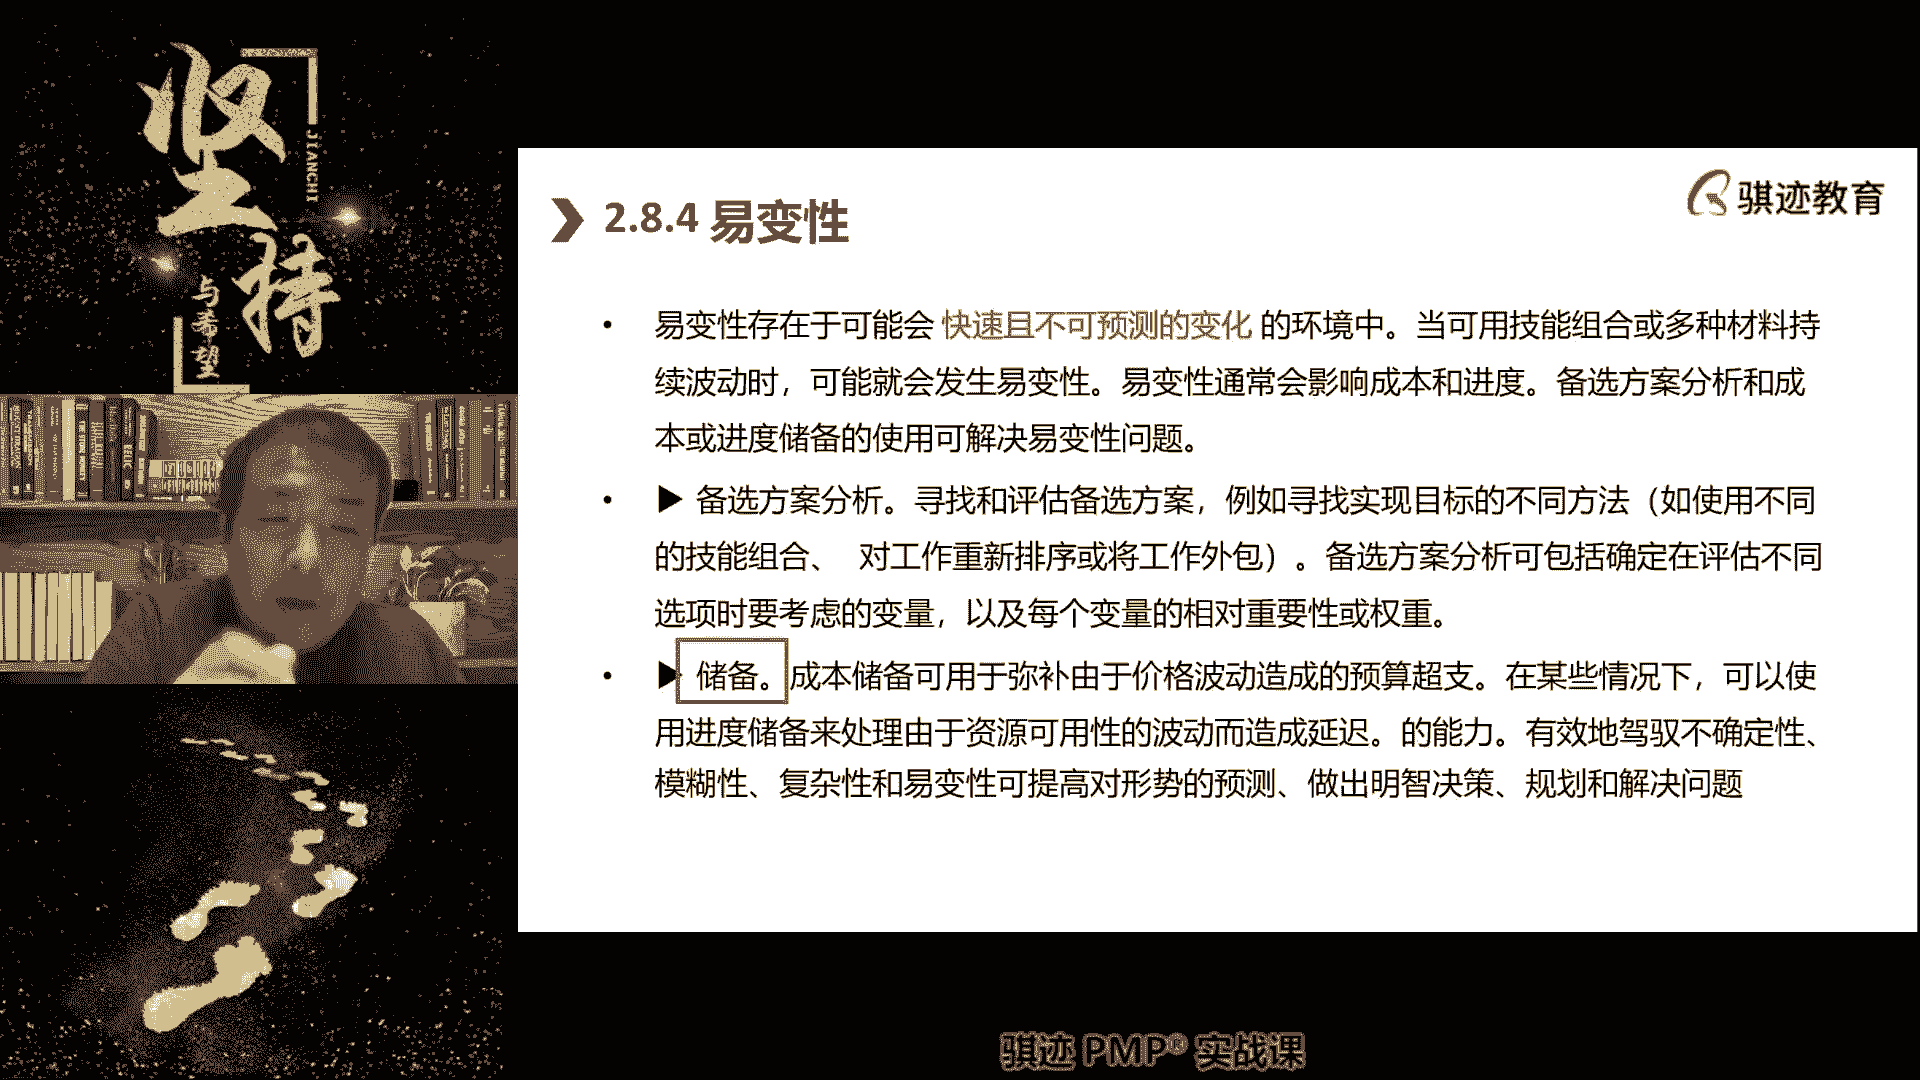 坚持
JIANCHI
与希望
骐迹教育
2.8.4 易变性
• 易变性存在于可能会 快速且不可预测的变化 的环境中。当可用技能组合或多种材料持
续波动时，可能就会发生易变性。易变性通常会影响成本和进度。备选方案分析和成
本或进度储备的使用可解决易变性问题。
• ▶ 备选方案分析。寻找和评估备选方案，例如寻找实现目标的不同方法（如使用不同
的技能组合、 对工作重新排序或将工作外包）。备选方案分析可包括确定在评估不同
选项时要考虑的变量，以及每个变量的相对重要性或权重。
• ▶ 储备。成本储备可用于弥补由于价格波动造成的预算超支。在某些情况下，可以使
用进度储备来处理由于资源可用性的波动而造成延迟。的能力。有效地驾驭不确定性、
模糊性、复杂性和易变性可提高对形势的预测、做出明智决策、规划和解决问题
骐迹 PMP® 实战课